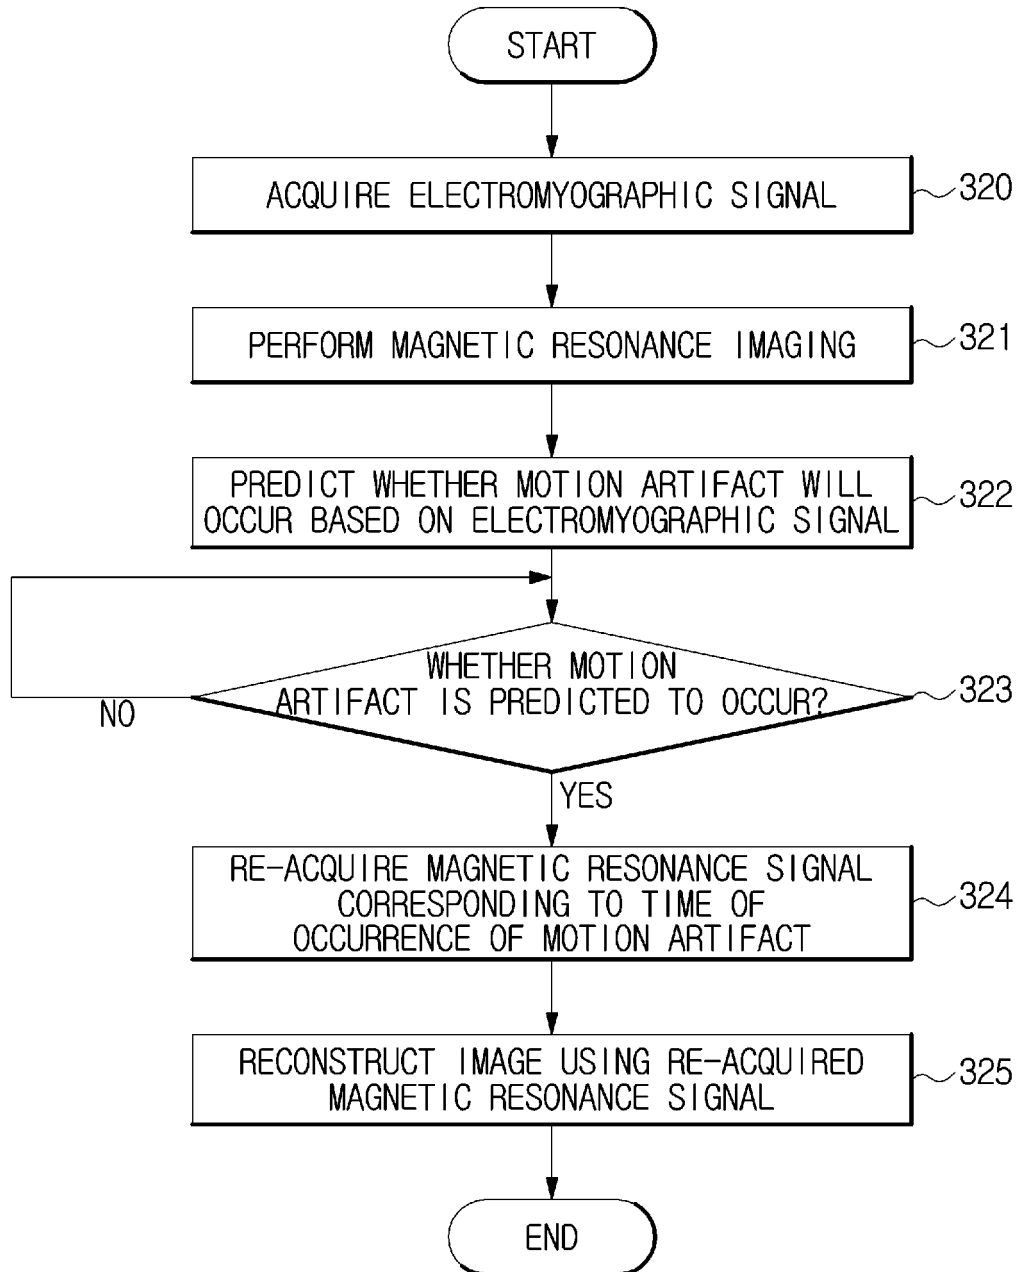 START
ACQUIRE ELECTROMYOGRAPHIC SIGNAL
320
PERFORM MAGNETIC RESONANCE IMAGING
321
PREDICT WHETHER MOTION ARTIFACT WILL
OCCUR BASED ON ELECTROMYOGRAPHIC SIGNAL
322
WHETHER MOTION
ARTIFACT IS PREDICTED TO OCCUR?
323
NO
YES
RE-ACQUIRE MAGNETIC RESONANCE SIGNAL
CORRESPONDING TO TIME OF
OCCURRENCE OF MOTION ARTIFACT
324
RECONSTRUCT IMAGE USING RE-ACQUIRED
MAGNETIC RESONANCE SIGNAL
325
END